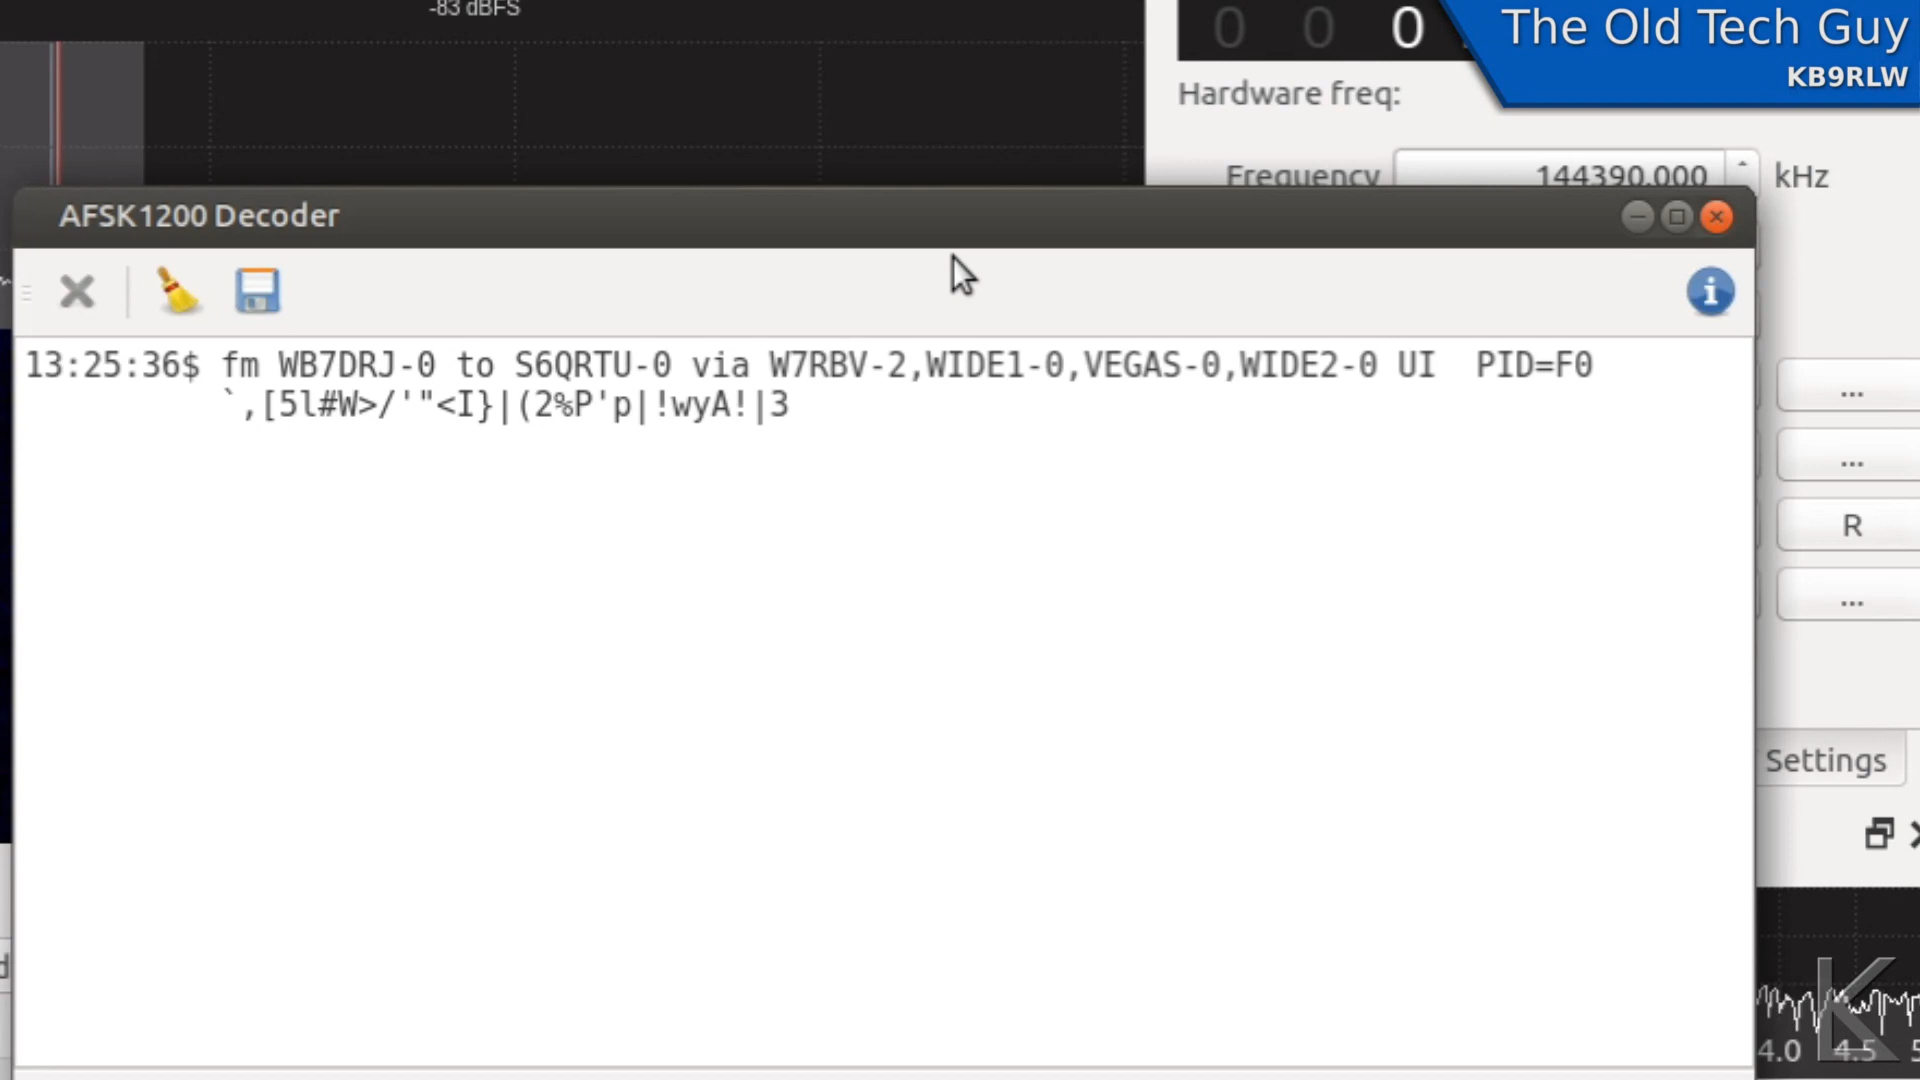 -83 dBFS
0 0 0
The Old Tech Guy
KB9RLW
Hardware freq:
Frequency 144390.000 kHz
AFSK1200 Decoder
13:25:36$ fm WB7DRJ-0 to S6QRTU-0 via W7RBV-2,WIDE1-0,VEGAS-0,WIDE2-0 UI  PID=F0
`,[5l#W>/'"<I}|(2%P'p|!wyA!|3
...
...
R
...
Settings
K
4.0 4.5